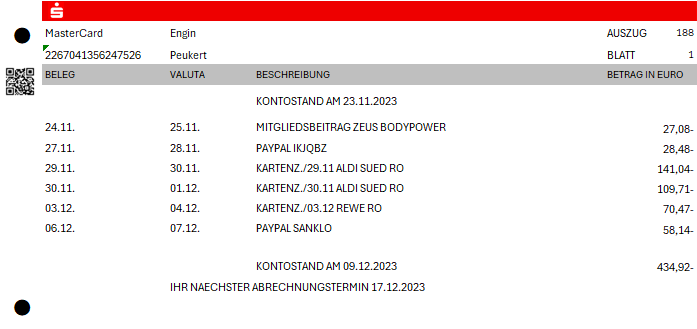 MasterCard Engin AUSZUG 188
2267041356247526 Peukert BLATT 1
BELEG VALUTA BESCHREIBUNG BETRAG IN EURO
KONTOSTAND AM 23.11.2023
24.11. 25.11. MITGLIEDSBEITRAG ZEUS BODYPOWER 27,08-
27.11. 28.11. PAYPAL IKJQBZ 28,48-
29.11. 30.11. KARTENZ./29.11 ALDI SUED RO 141,04-
30.11. 01.12. KARTENZ./30.11 ALDI SUED RO 109,71-
03.12. 04.12. KARTENZ./03.12 REWE RO 70,47-
06.12. 07.12. PAYPAL SANKLO 58,14-
KONTOSTAND AM 09.12.2023 434,92-
IHR NAECHSTER ABRECHNUNGSTERMIN 17.12.2023